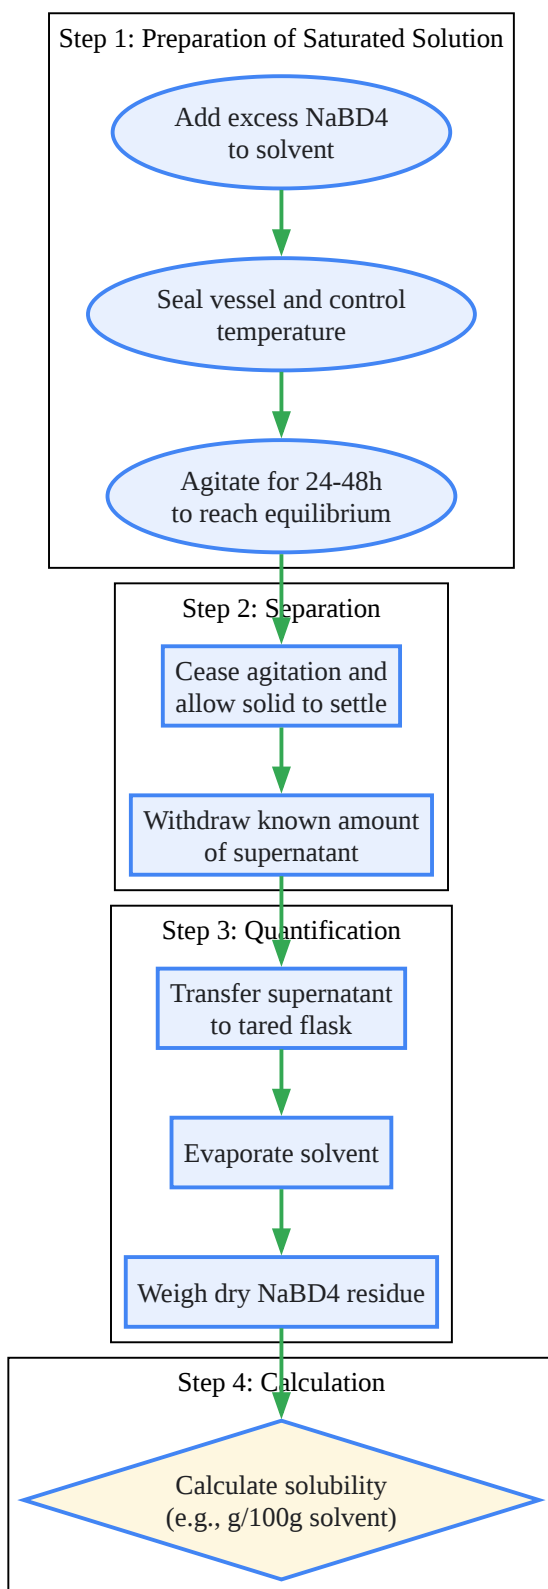 Step 1: Preparation of Saturated Solution
Add excess NaBD4
to solvent
Seal vessel and control
temperature
Agitate for 24-48h
to reach equilibrium
Step 2: Separation
Cease agitation and
allow solid to settle
Withdraw known amount
of supernatant
Step 3: Quantification
Transfer supernatant
to tared flask
Evaporate solvent
Weigh dry NaBD4 residue
Step 4: Calculation
Calculate solubility
(e.g., g/100g solvent)